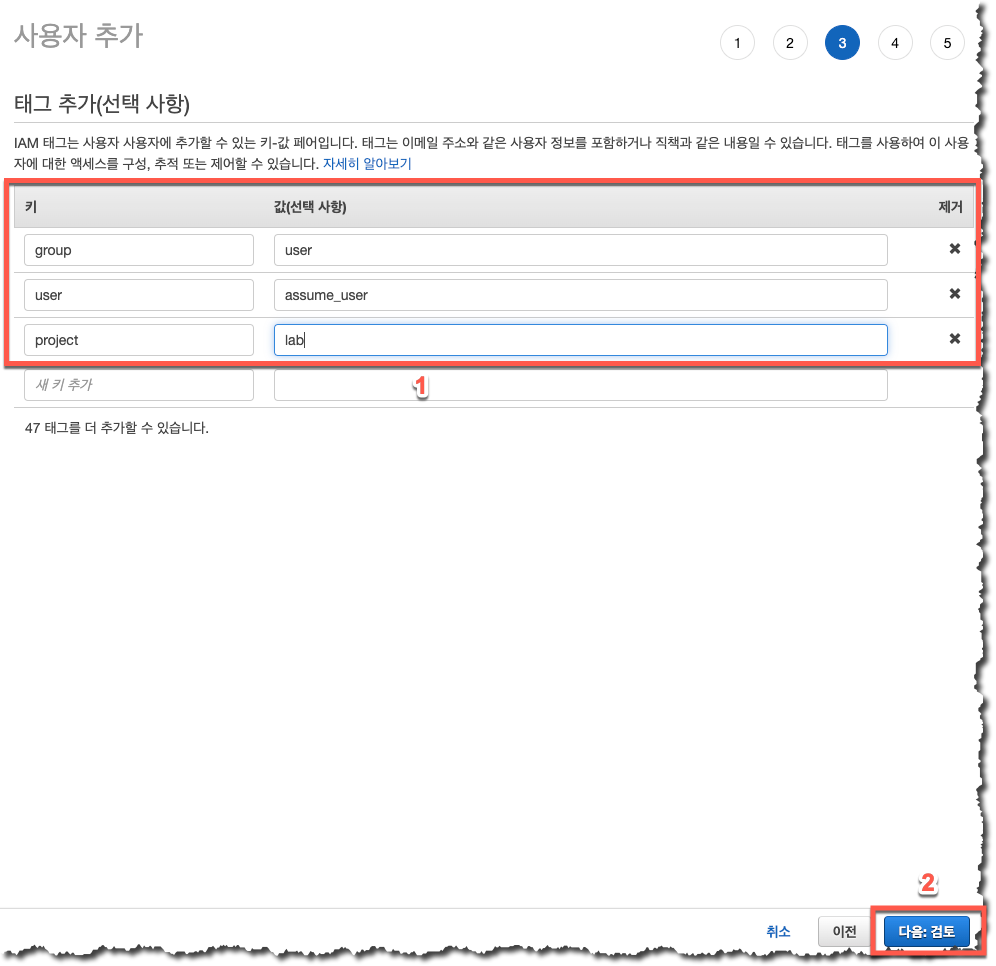 사용자 추가
1 2 3 4 5
태그 추가(선택 사항)
IAM 태그는 사용자 사용자에 추가할 수 있는 키-값 페어입니다. 태그는 이메일 주소와 같은 사용자 정보를 포함하거나 직책과 같은 내용일 수 있습니다. 태그를 사용하여 이 사용
자에 대한 액세스를 구성, 추적 또는 제어할 수 있습니다. 자세히 알아보기
키 값(선택 사항) 제거
group user ✖
user assume_user ✖
project lab ✖
새 키 추가 1
47 태그를 더 추가할 수 있습니다.
2
취소 이전 다음: 검토